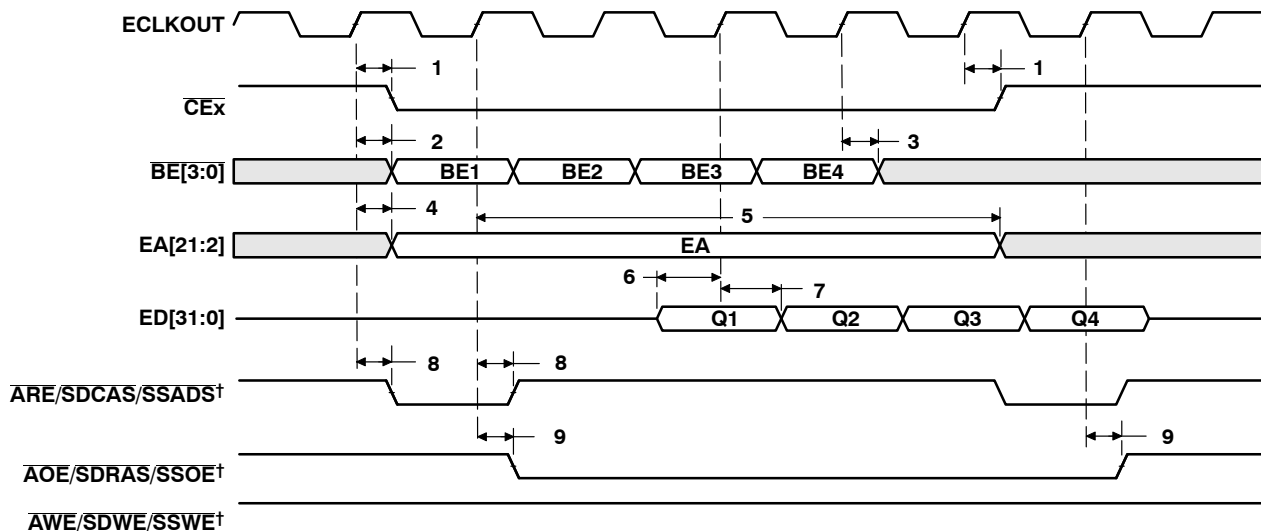 ECLKOUT
1
1
CEx
2
3
BE[3:0]
BE1
BE2
BE3
BE4
4
5
EA[21:2]
EA
6
7
ED[31:0]
Q1
Q2
Q3
Q4
8
8
ARE/SDCAS/SSADS†
9
9
AOE/SDRAS/SSOE†
AWE/SDWE/SSWE†